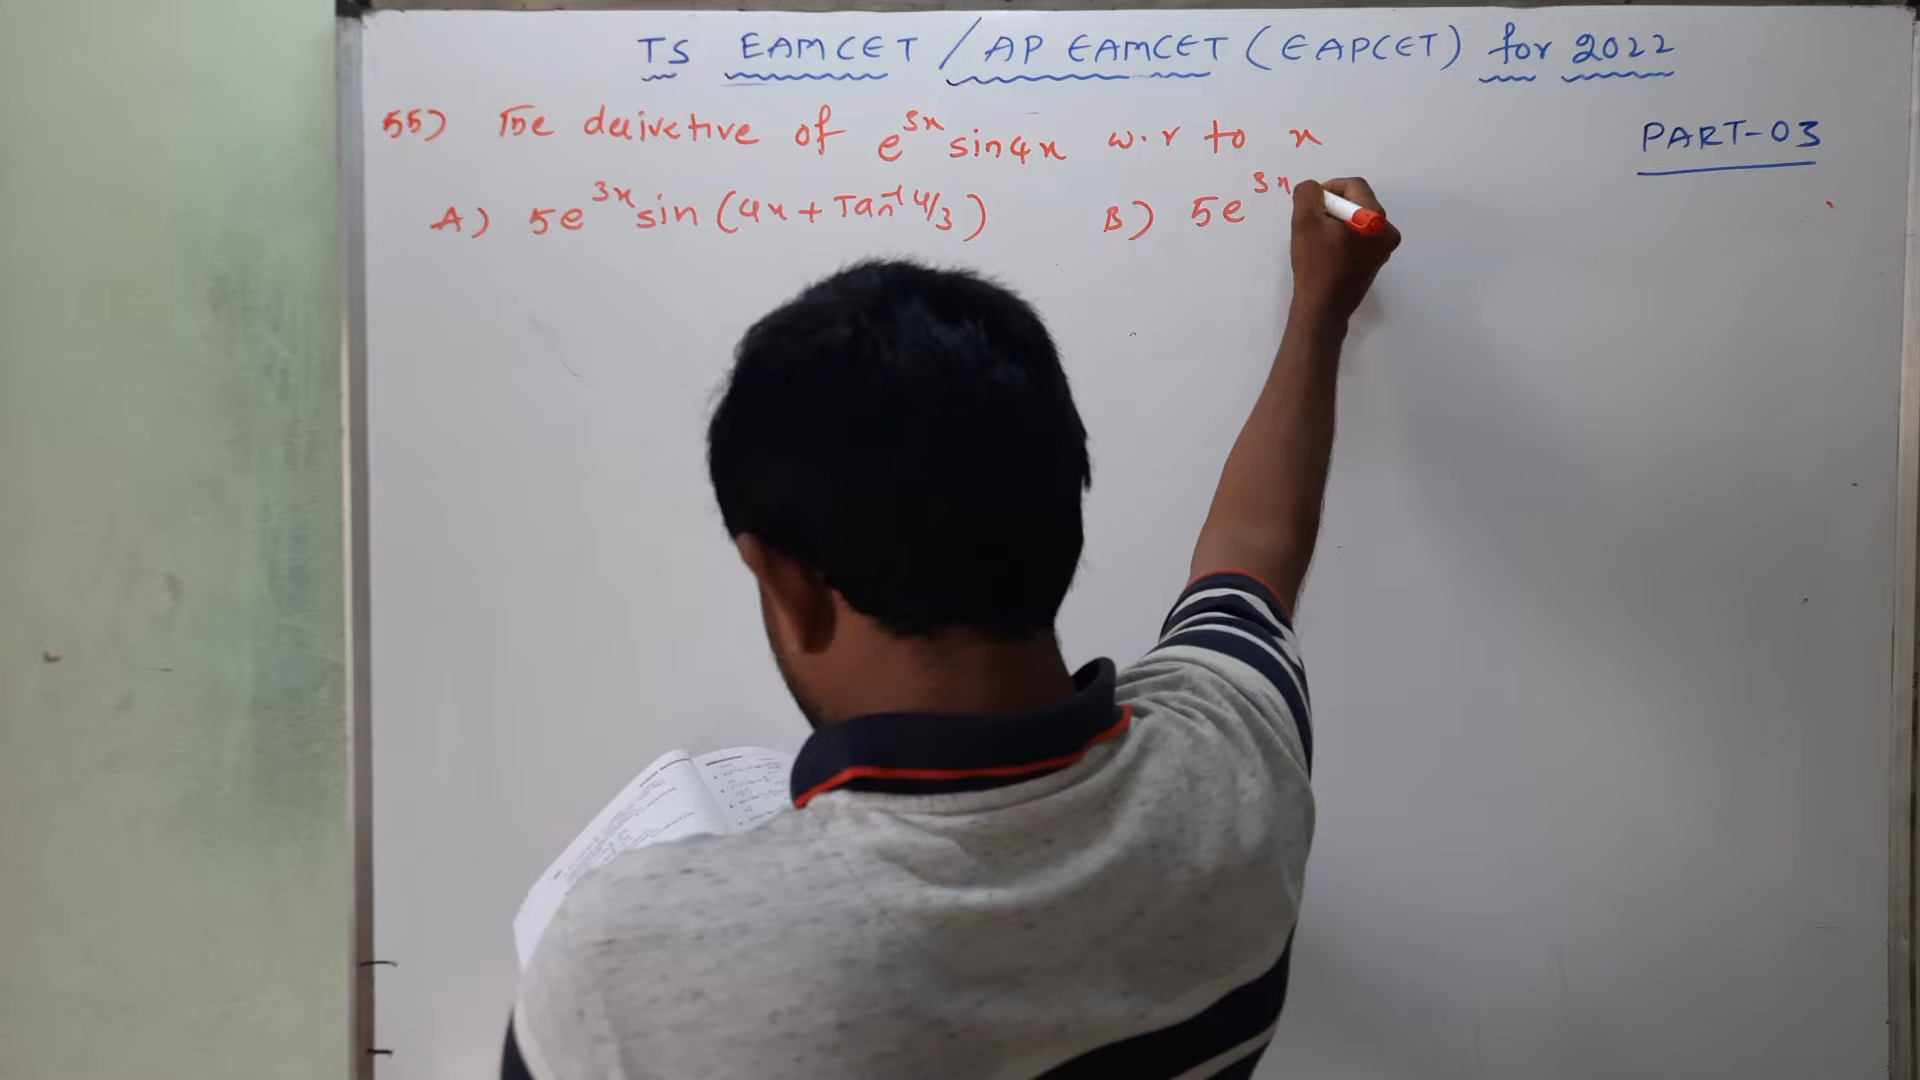 TS EAMCET / AP EAMCET (EAPCET) for 2022
55) The derivetive of e^{3x} sin4x w.r to x
PART-03
A) 5e^{3x} sin (4x + Tan^{-1} 4/3)
B) 5e^{3x}